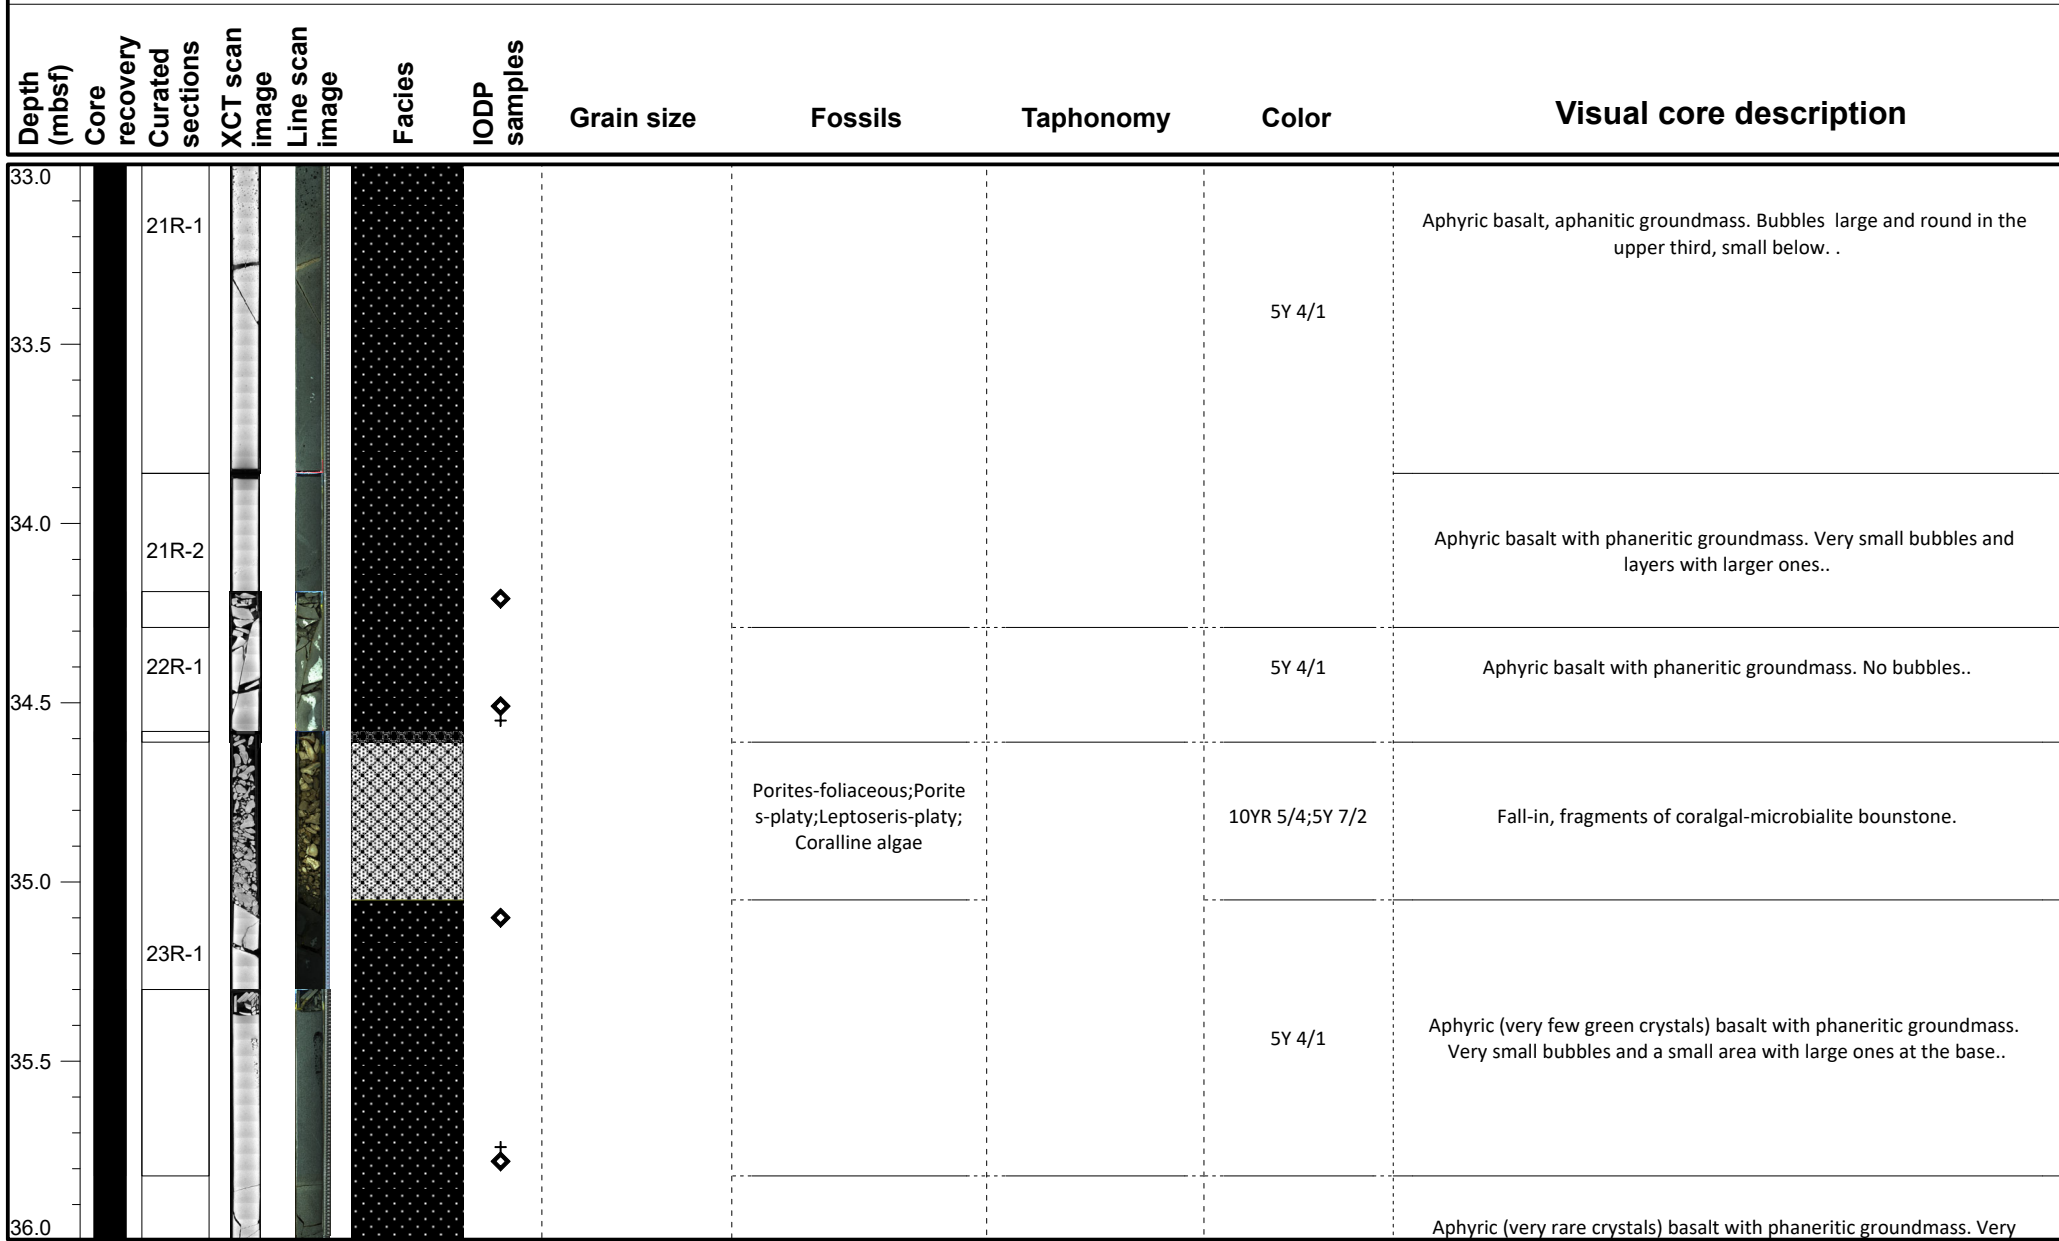 Depth
(mbsf)
Core
recovery
Curated
sections
XCT scan
image
Line scan
image
Facies
IODP
samples
Grain size
Fossils
Taphonomy
Color
Visual core description
33.0
21R-1
Aphyric basalt, aphanitic groundmass. Bubbles  large and round in the
upper third, small below. .
5Y 4/1
33.5
34.0
21R-2
Aphyric basalt with phaneritic groundmass. Very small bubbles and
layers with larger ones..
22R-1
5Y 4/1
Aphyric basalt with phaneritic groundmass. No bubbles..
34.5
Porites-foliaceous;Porite
s-platy;Leptoseris-platy;
Coralline algae
10YR 5/4;5Y 7/2
Fall-in, fragments of coralgal-microbialite bounstone.
35.0
23R-1
5Y 4/1
Aphyric (very few green crystals) basalt with phaneritic groundmass.
Very small bubbles and a small area with large ones at the base..
35.5
36.0
Aphyric (very rare crystals) basalt with phaneritic groundmass. Very